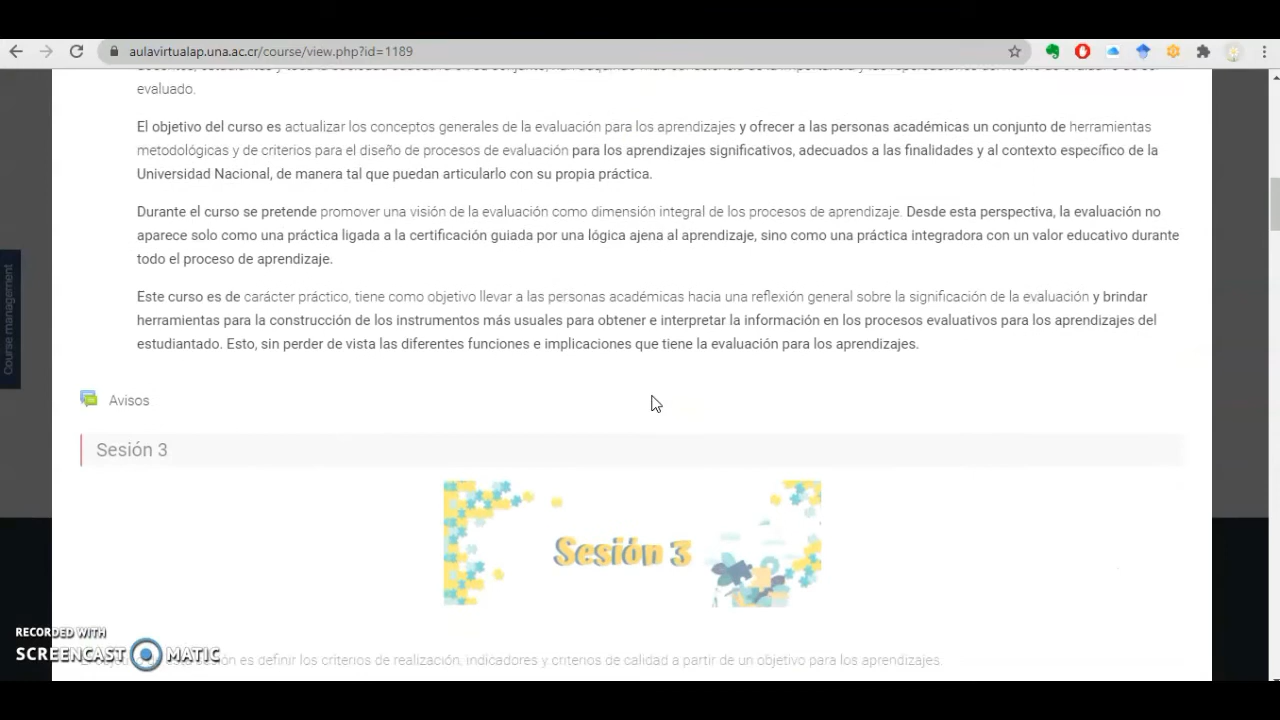 aulavirtualap.una.ac.cr/course/view.php?id=1189
evaluado.
El objetivo del curso es actualizar los conceptos generales de la evaluación para los aprendizajes y ofrecer a las personas académicas un conjunto de herramientas
metodológicas y de criterios para el diseño de procesos de evaluación para los aprendizajes significativos, adecuados a las finalidades y al contexto específico de la
Universidad Nacional, de manera tal que puedan articularlo con su propia práctica.
Durante el curso se pretende promover una visión de la evaluación como dimensión integral de los procesos de aprendizaje. Desde esta perspectiva, la evaluación no
aparece solo como una práctica ligada a la certificación guiada por una lógica ajena al aprendizaje, sino como una práctica integradora con un valor educativo durante
todo el proceso de aprendizaje.
Course management
Este curso es de carácter práctico, tiene como objetivo llevar a las personas académicas hacia una reflexión general sobre la significación de la evaluación y brindar
herramientas para la construcción de los instrumentos más usuales para obtener e interpretar la información en los procesos evaluativos para los aprendizajes del
estudiantado. Esto, sin perder de vista las diferentes funciones e implicaciones que tiene la evaluación para los aprendizajes.
Avisos
Sesión 3
Sesión 3
RECORDED WITH
SCREENCAST MATIC
es definir los criterios de realización, indicadores y criterios de calidad a partir de un objetivo para los aprendizajes.